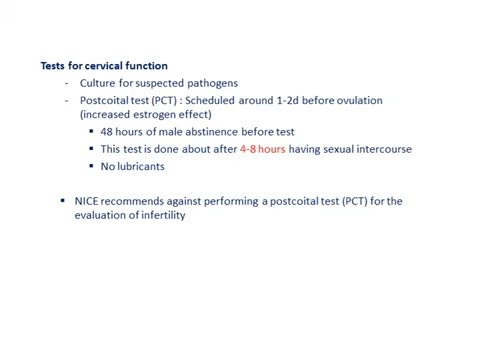 Tests for cervical function
- Culture for suspected pathogens
- Postcoital test (PCT) : Scheduled around 1-2d before ovulation
(increased estrogen effect)
▪ 48 hours of male abstinence before test
▪ This test is done about after 4-8 hours having sexual intercourse
▪ No lubricants
▪ NICE recommends against performing a postcoital test (PCT) for the
evaluation of infertility